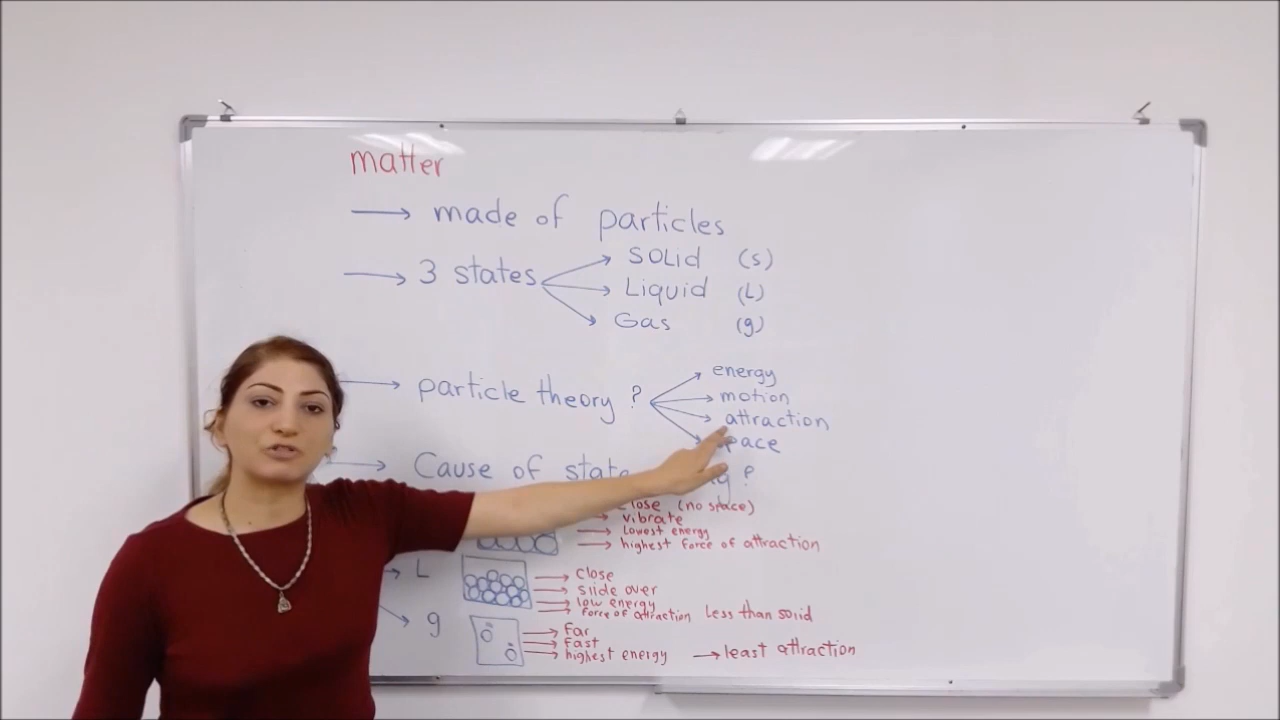 matter
→ made of particles
→ 3 states
SOLID (s)
Liquid (L)
Gas (g)
→ particle theory ?
energy
motion
attraction
space
→ Cause of state ?
close (no space)
→ vibrate
→ Lowest energy
→ highest force of attraction
→ L
→ close
→ slide over
→ low energy
→ force of attraction less than solid
g
→ far
→ fast
→ highest energy → least attraction